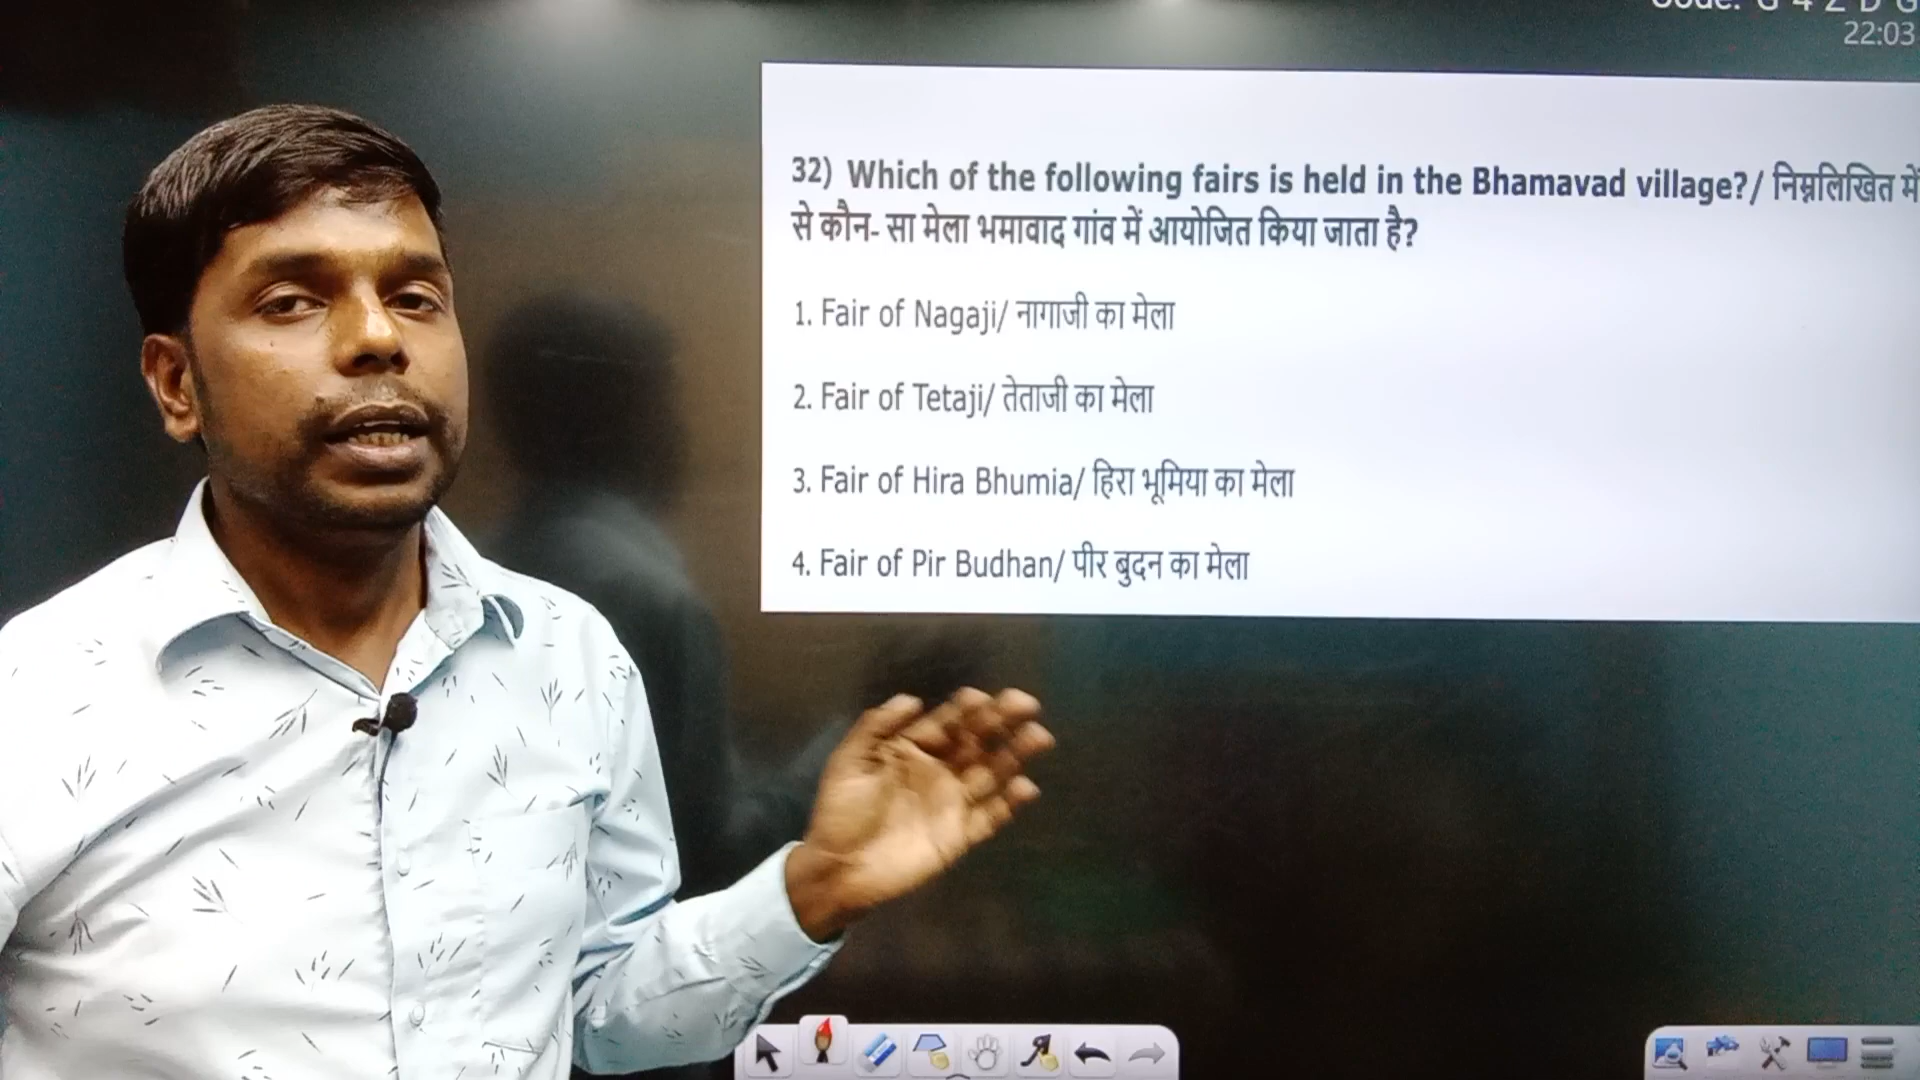 22:03
32) Which of the following fairs is held in the Bhamavad village?/ निम्नलिखित में
से कौन- सा मेला भमावाद गांव में आयोजित किया जाता है?
1. Fair of Nagaji/ नागाजी का मेला
2. Fair of Tetaji/ तेताजी का मेला
3. Fair of Hira Bhumia/ हिरा भूमिया का मेला
4. Fair of Pir Budhan/ पीर बुदन का मेला